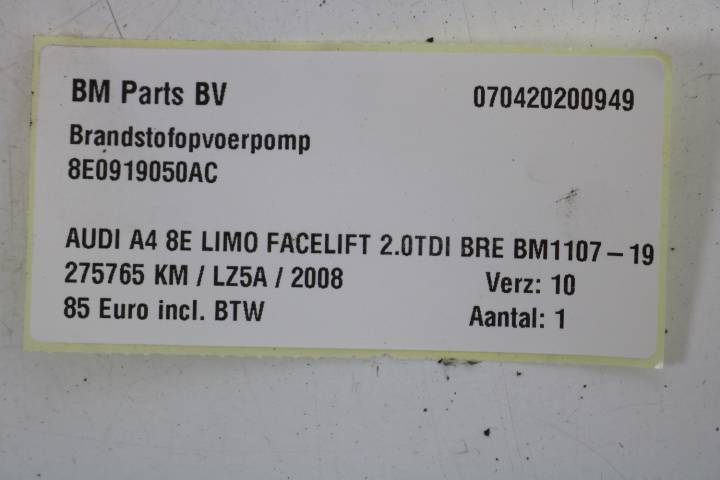 BM Parts BV 070420200949
Brandstofopvoerpomp
8E0919050AC
AUDI A4 8E LIMO FACELIFT 2.0TDI BRE BM1107-19
275765 KM / LZ5A / 2008 Verz: 10
85 Euro incl. BTW Aantal: 1